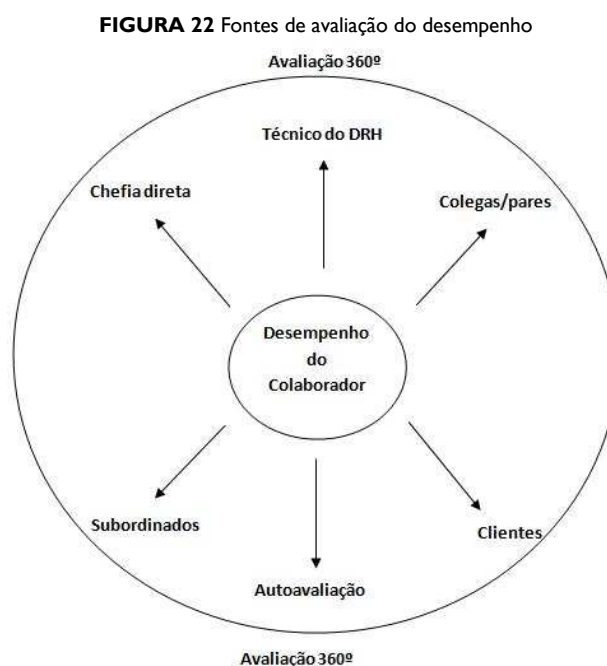 FIGURA 22 Fontes de avaliação do desempenho
Avaliação 360º
Técnico do DRH
Chefia direta
Colegas/pares
Desempenho
do
Colaborador
Subordinados
Clientes
Autoavaliação
Avaliação 360º